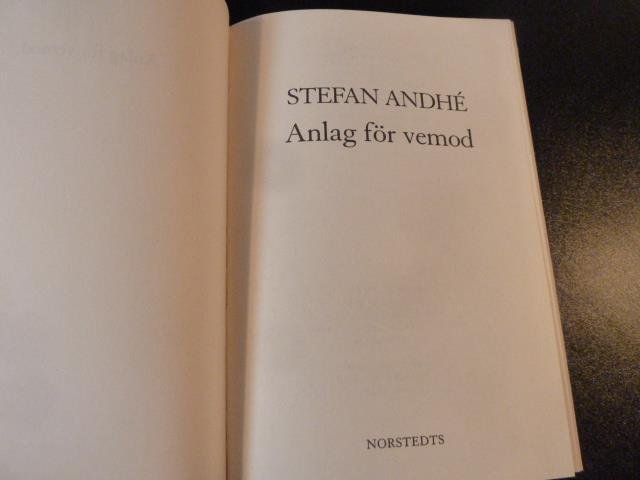 STEFAN ANDHÉ
Anlag för vemod
NORSTEDTS